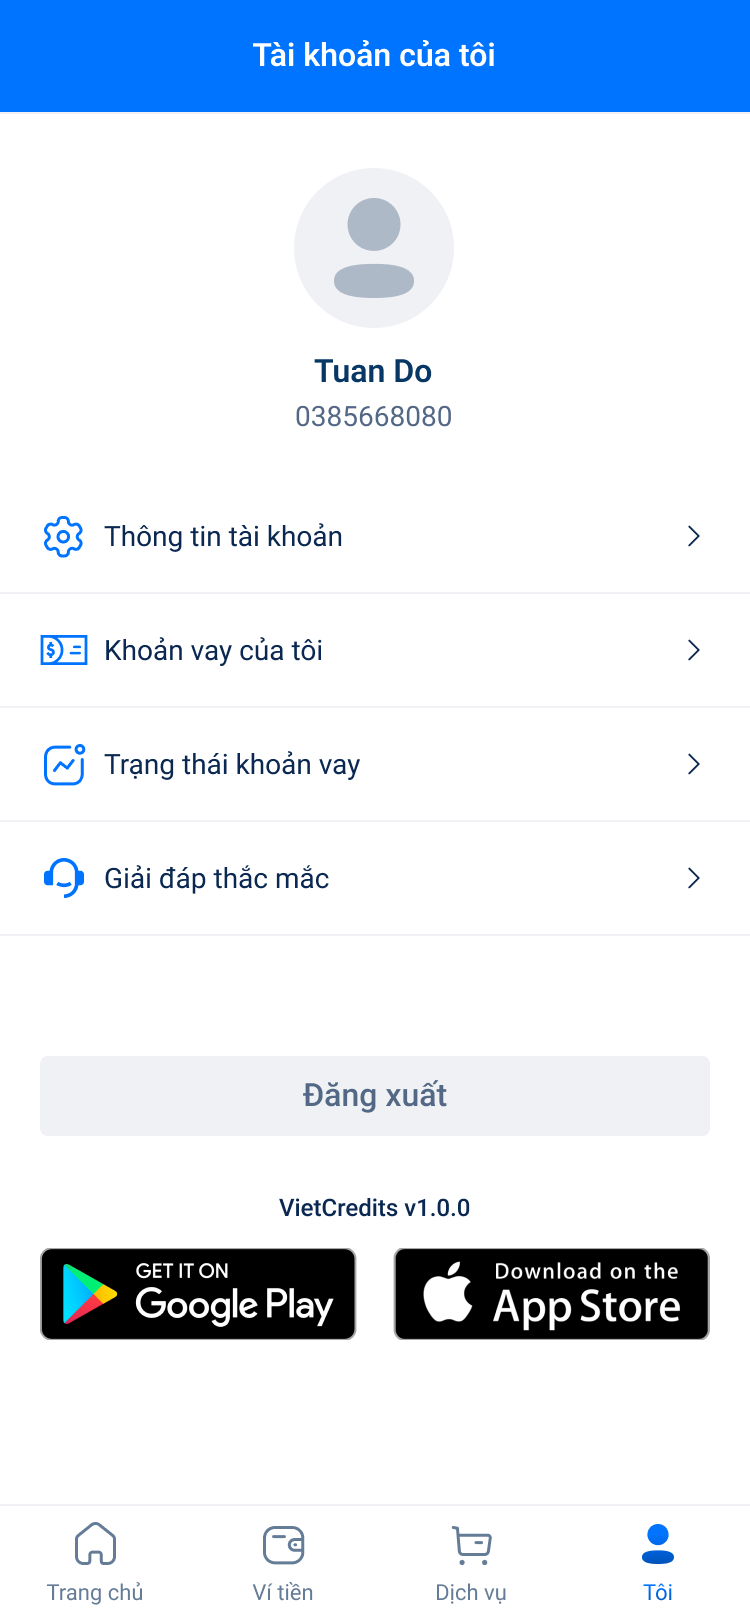 Tài khoản của tôi
Tuan Do
0385668080
Thông tin tài khoản
$
Khoản vay của tôi
Trạng thái khoản vay
Giải đáp thắc mắc
Đăng xuất
VietCredits v1.0.0
GET IT ON
Google Play
Download on the
App Store
Trang chủ
Ví tiền
Dịch vụ
Tôi